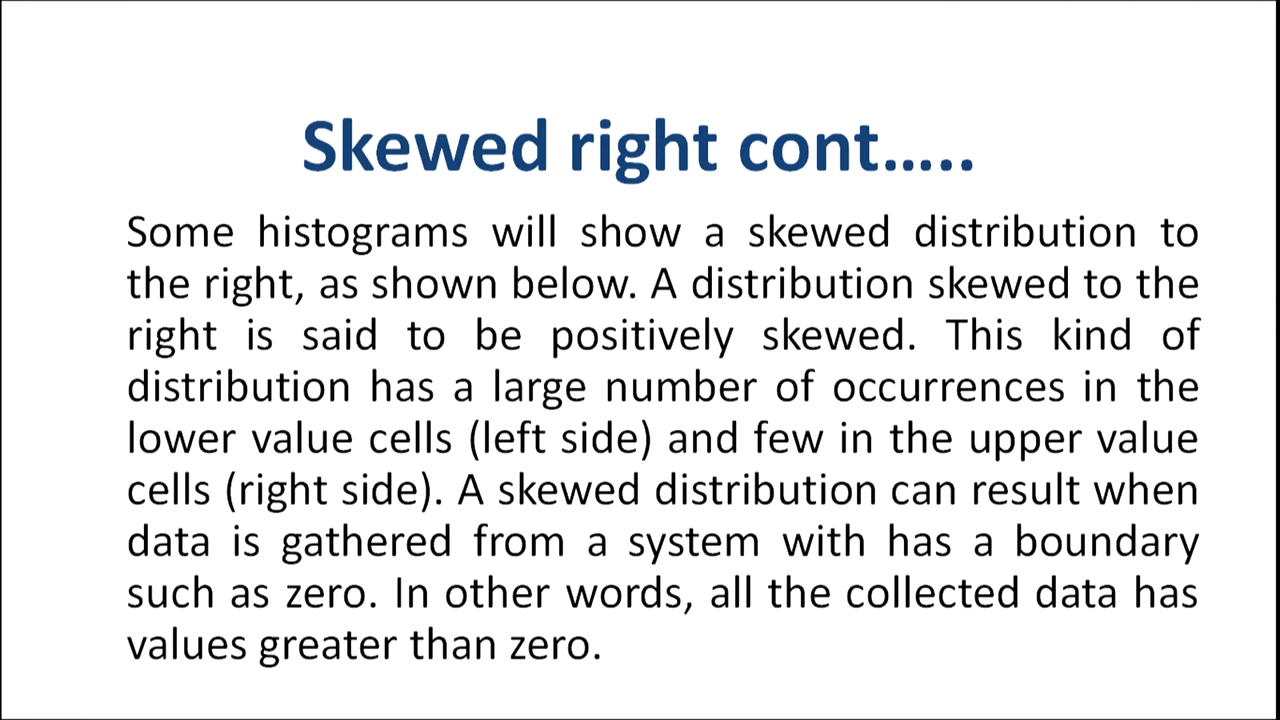 Skewed right cont…..
Some histograms will show a skewed distribution to
the right, as shown below. A distribution skewed to the
right is said to be positively skewed. This kind of
distribution has a large number of occurrences in the
lower value cells (left side) and few in the upper value
cells (right side). A skewed distribution can result when
data is gathered from a system with has a boundary
such as zero. In other words, all the collected data has
values greater than zero.